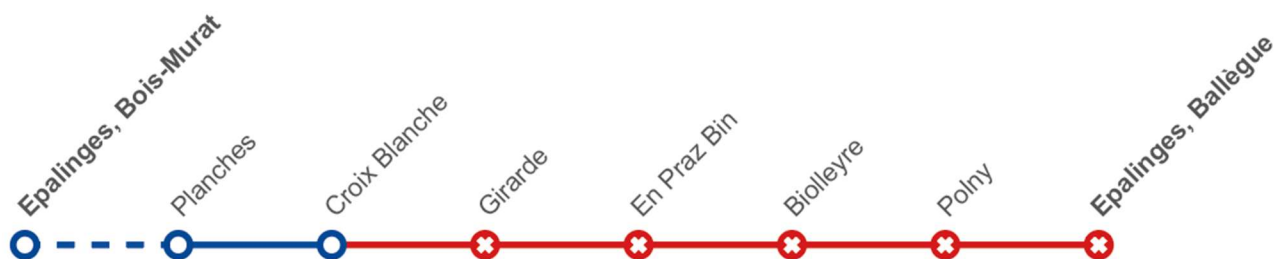 Epalinges, Bois-Murat
Planches
Croix Blanche
Girarde
En Praz Bin
Biolleyre
Polny
Epalinges, Ballègue